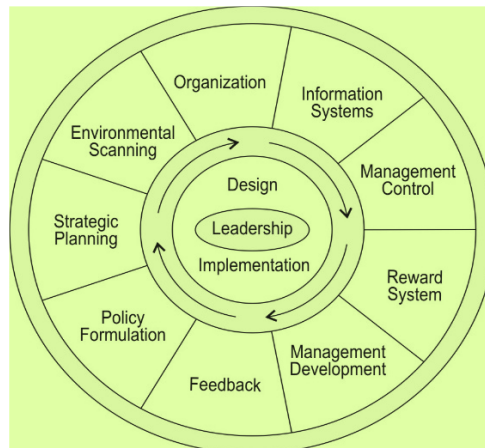 Organization
Information
Systems
Environmental
Scanning
Management
Control
Design
Strategic
Planning
Leadership
Implementation
Reward
System
Policy
Formulation
Management
Development
Feedback